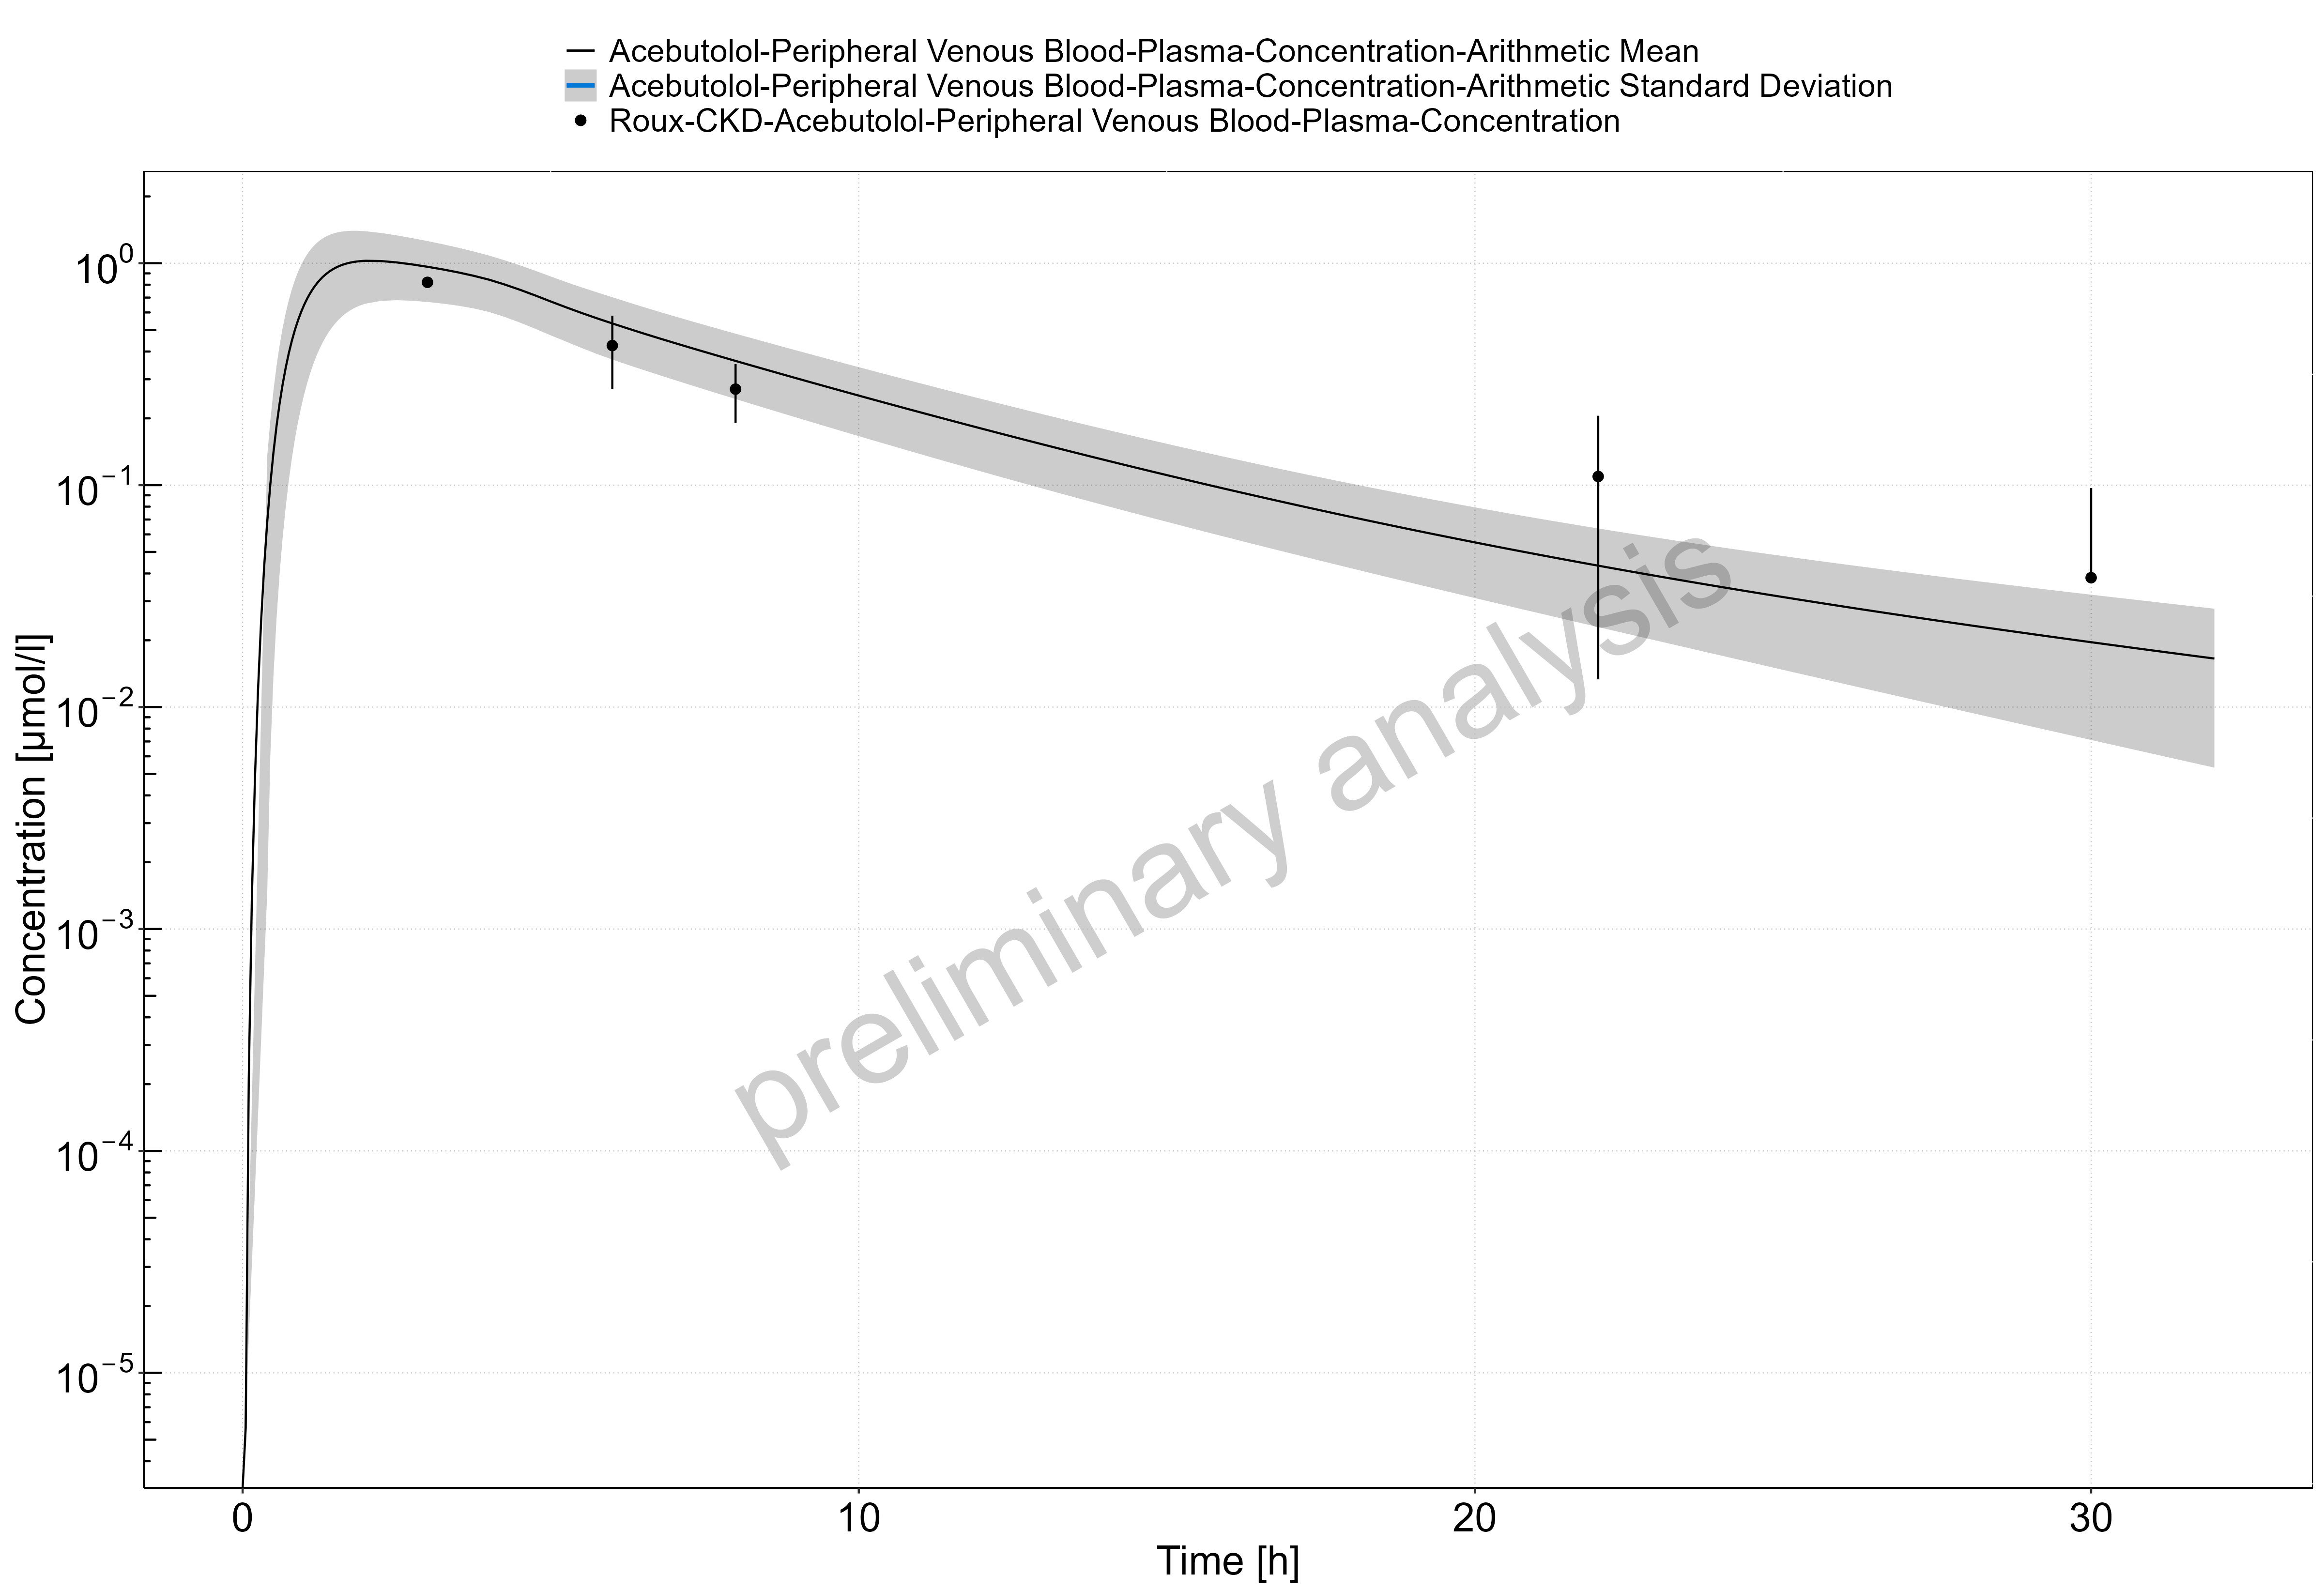 Acebutolol-Peripheral Venous Blood-Plasma-Concentration-Arithmetic Mean
Acebutolol-Peripheral Venous Blood-Plasma-Concentration-Arithmetic Standard Deviation
Roux-CKD-Acebutolol-Peripheral Venous Blood-Plasma-Concentration
10⁰
10⁻¹
10⁻²
10⁻³
10⁻⁴
10⁻⁵
Concentration [µmol/l]
preliminary analysis
0 10 20 30
Time [h]